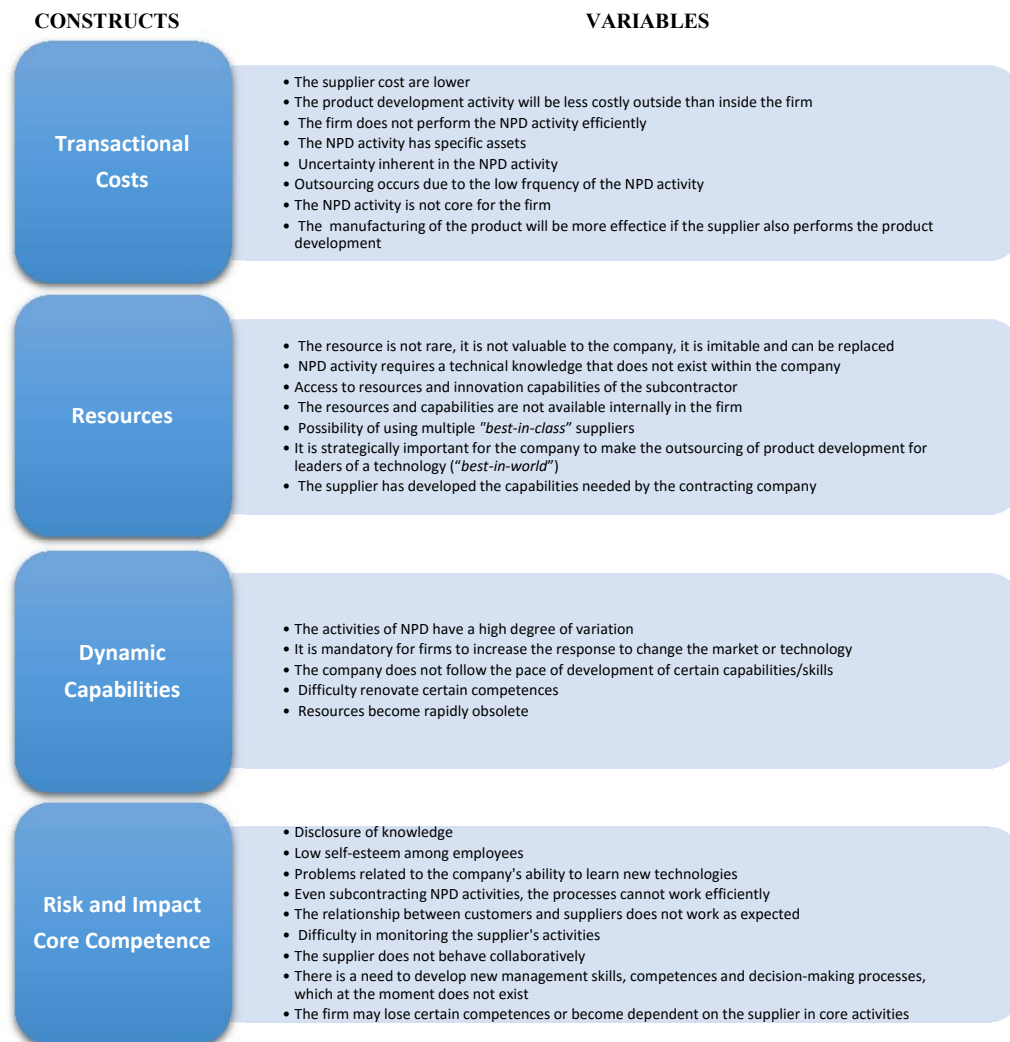 CONSTRUCTS VARIABLES
Transactional
Costs
• The supplier cost are lower
• The product development activity will be less costly outside than inside the firm
• The firm does not perform the NPD activity efficiently
• The NPD activity has specific assets
• Uncertainty inherent in the NPD activity
• Outsourcing occurs due to the low frquency of the NPD activity
• The NPD activity is not core for the firm
• The manufacturing of the product will be more effectice if the supplier also performs the product
development
Resources
• The resource is not rare, it is not valuable to the company, it is imitable and can be replaced
• NPD activity requires a technical knowledge that does not exist within the company
• Access to resources and innovation capabilities of the subcontractor
• The resources and capabilities are not available internally in the firm
• Possibility of using multiple "best-in-class” suppliers
• It is strategically important for the company to make the outsourcing of product development for
leaders of a technology (“best-in-world”)
• The supplier has developed the capabilities needed by the contracting company
Dynamic
Capabilities
• The activities of NPD have a high degree of variation
• It is mandatory for firms to increase the response to change the market or technology
• The company does not follow the pace of development of certain capabilities/skills
• Difficulty renovate certain competences
• Resources become rapidly obsolete
Risk and Impact
Core Competence
• Disclosure of knowledge
• Low self-esteem among employees
• Problems related to the company's ability to learn new technologies
• Even subcontracting NPD activities, the processes cannot work efficiently
• The relationship between customers and suppliers does not work as expected
• Difficulty in monitoring the supplier's activities
• The supplier does not behave collaboratively
• There is a need to develop new management skills, competences and decision-making processes,
which at the moment does not exist
• The firm may lose certain competences or become dependent on the supplier in core activities